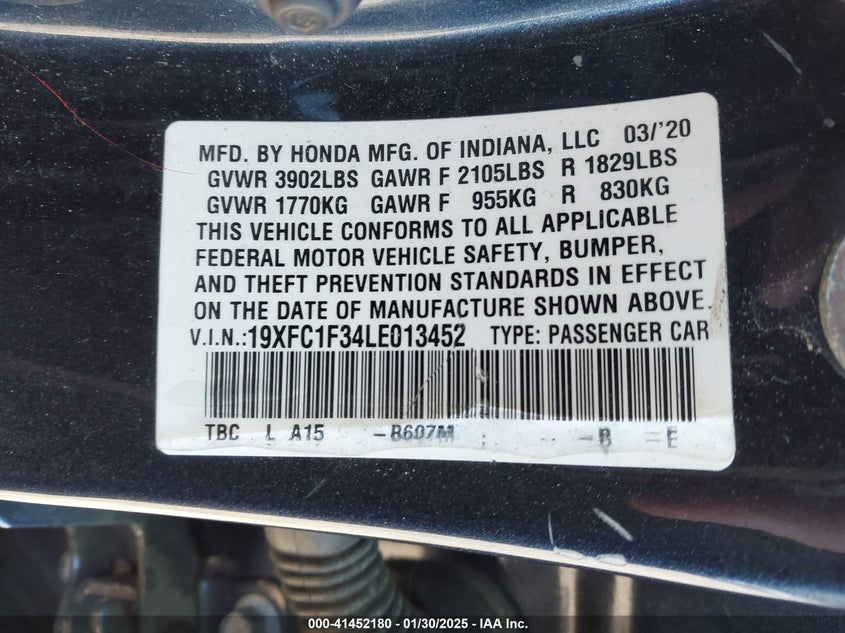 MFD. BY HONDA MFG. OF INDIANA, LLC 03/'20
GVWR 3902LBS GAWR F 2105LBS R 1829LBS
GVWR 1770KG GAWR F 955KG R 830KG
THIS VEHICLE CONFORMS TO ALL APPLICABLE
FEDERAL MOTOR VEHICLE SAFETY, BUMPER,
AND THEFT PREVENTION STANDARDS IN EFFECT
ON THE DATE OF MANUFACTURE SHOWN ABOVE.
V.I.N.:19XFC1F34LE013452 TYPE: PASSENGER CAR
TBC L A15 -B607M -B -E
000-41452180 — 01/30/2025 — IAA Inc.